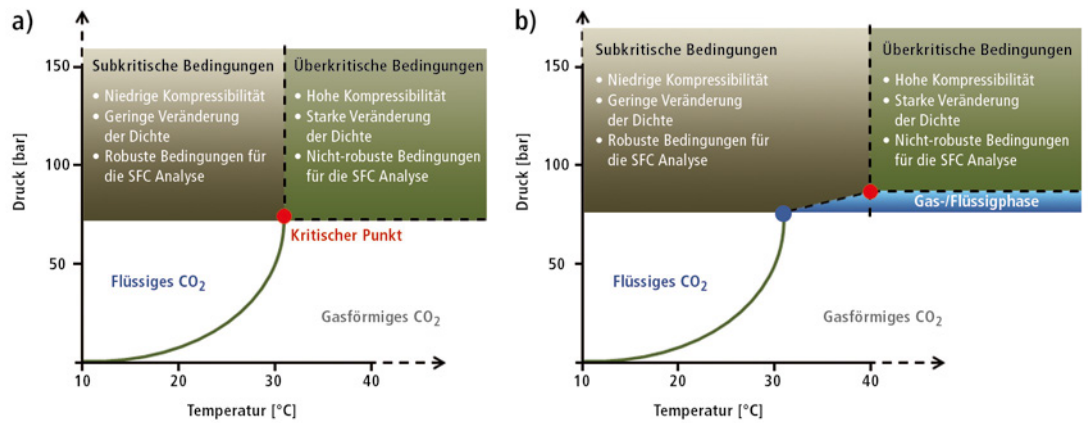 a)
150
100
50
Druck [bar]
Subkritische Bedingungen
• Niedrige Kompressibilität
• Geringe Veränderung
der Dichte
• Robuste Bedingungen für
die SFC Analyse
Überkritische Bedingungen
• Hohe Kompressibilität
• Starke Veränderung
der Dichte
• Nicht-robuste Bedingungen
für die SFC Analyse
Kritischer Punkt
Flüssiges CO₂
Gasförmiges CO₂
10
20
30
40
Temperatur [°C]
b)
150
100
50
Druck [bar]
Subkritische Bedingungen
• Niedrige Kompressibilität
• Geringe Veränderung
der Dichte
• Robuste Bedingungen für
die SFC Analyse
Überkritische Bedingungen
• Hohe Kompressibilität
• Starke Veränderung
der Dichte
• Nicht-robuste Bedingungen
für die SFC Analyse
Gas-/Flüssigphase
Flüssiges CO₂
Gasförmiges CO₂
10
20
30
40
Temperatur [°C]